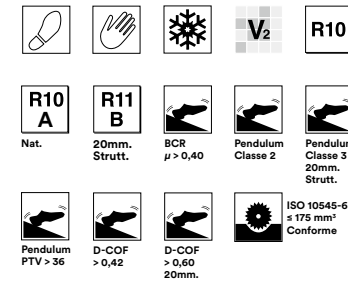 V2
R10
R10
A
R11
B
Nat.
20mm.
Strutt.
BCR
μ > 0,40
Pendulum
Classe 2
Pendulum
Classe 3
20mm.
Strutt.
Pendulum
PTV > 36
D-COF
> 0,42
D-COF
> 0,60
20mm.
ISO 10545-6
≤ 175 mm³
Conforme